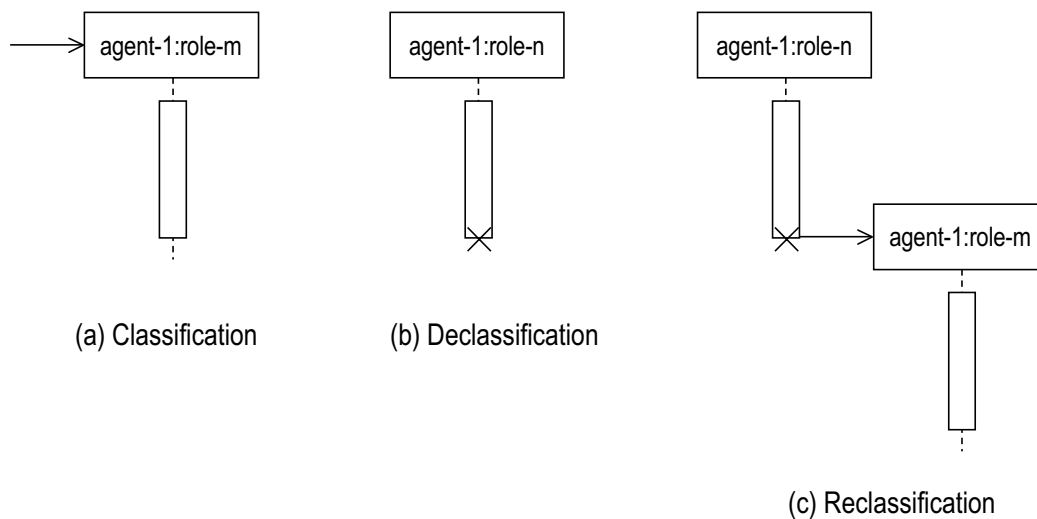 agent-1:role-m
agent-1:role-n
agent-1:role-n
agent-1:role-m
(a) Classification
(b) Declassification
(c) Reclassification